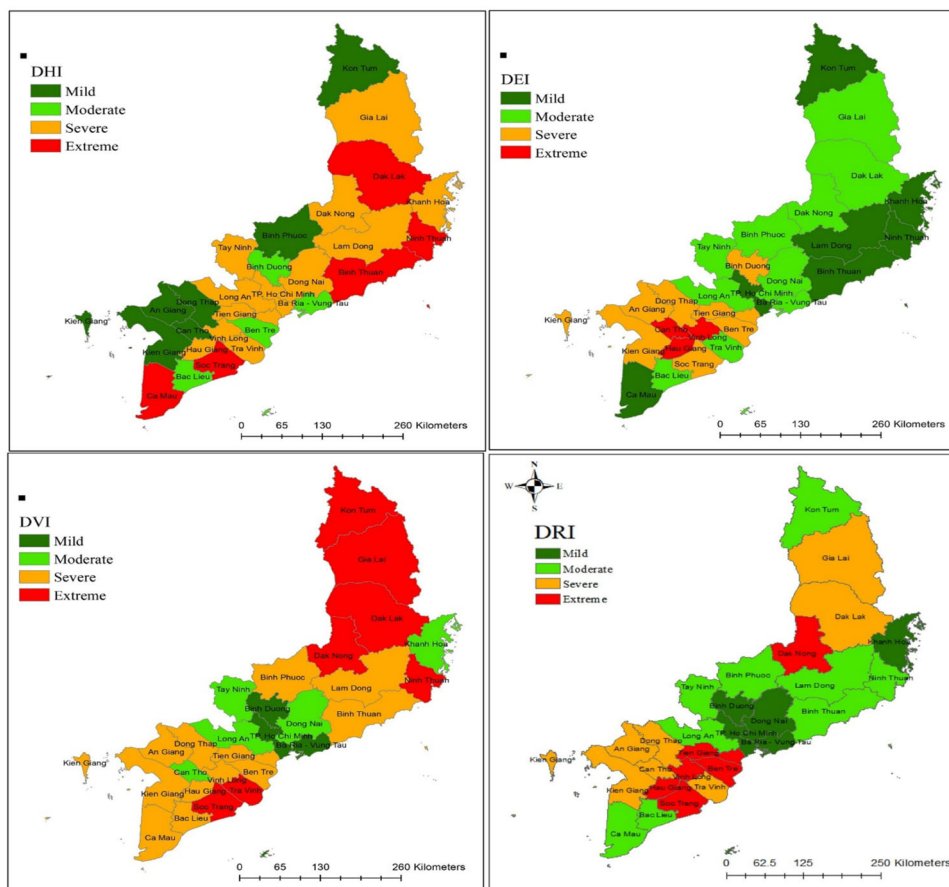 DHI
Mild
Moderate
Severe
Extreme
Kon Tum
Gia Lai
Dak Lak
Khanh Hoa
Dak Nong
Ninh Thuan
Binh Phuoc
Lam Dong
Tay Ninh
Binh Duong
Binh Thuan
Dong Nai
Dong Thap
Long An
TP. Ho Chi Minh
An Giang
Ba Ria - Vung Tau
Kien Giang
Tien Giang
Can Tho
Ben Tre
Vinh Long
Kien Giang
Hau Giang
Tra Vinh
Soc Trang
Bac Lieu
Ca Mau
0 65 130 260 Kilometers
DEI
Mild
Moderate
Severe
Extreme
Kon Tum
Gia Lai
Dak Lak
Khanh Hoa
Dak Nong
Ninh Thuan
Binh Phuoc
Lam Dong
Tay Ninh
Binh Duong
Binh Thuan
Dong Nai
Dong Thap
Long An
TP. Ho Chi Minh
An Giang
Ba Ria - Vung Tau
Kien Giang
Tien Giang
Can Tho
Ben Tre
Vinh Long
Kien Giang
Hau Giang
Tra Vinh
Soc Trang
Bac Lieu
Ca Mau
0 65 130 260 Kilometers
DVI
Mild
Moderate
Severe
Extreme
Kon Tum
Gia Lai
Dak Lak
Khanh Hoa
Dak Nong
Ninh Thuan
Binh Phuoc
Lam Dong
Tay Ninh
Binh Duong
Binh Thuan
Dong Nai
Dong Thap
Long An
TP. Ho Chi Minh
An Giang
Ba Ria - Vung Tau
Kien Giang
Tien Giang
Can Tho
Ben Tre
Vinh Long
Kien Giang
Hau Giang
Tra Vinh
Soc Trang
Bac Lieu
Ca Mau
0 65 130 260 Kilometers
N
W E
S
DRI
Mild
Moderate
Severe
Extreme
Kon Tum
Gia Lai
Dak Lak
Khanh Hoa
Dak Nong
Ninh Thuan
Binh Phuoc
Lam Dong
Tay Ninh
Binh Duong
Binh Thuan
Dong Nai
Dong Thap
Long An
TP. Ho Chi Minh
An Giang
Ba Ria - Vung Tau
Kien Giang
Tien Giang
Can Tho
Ben Tre
Vinh Long
Kien Giang
Hau Giang
Tra Vinh
Soc Trang
Bac Lieu
Ca Mau
0 62.5 125 250 Kilometers